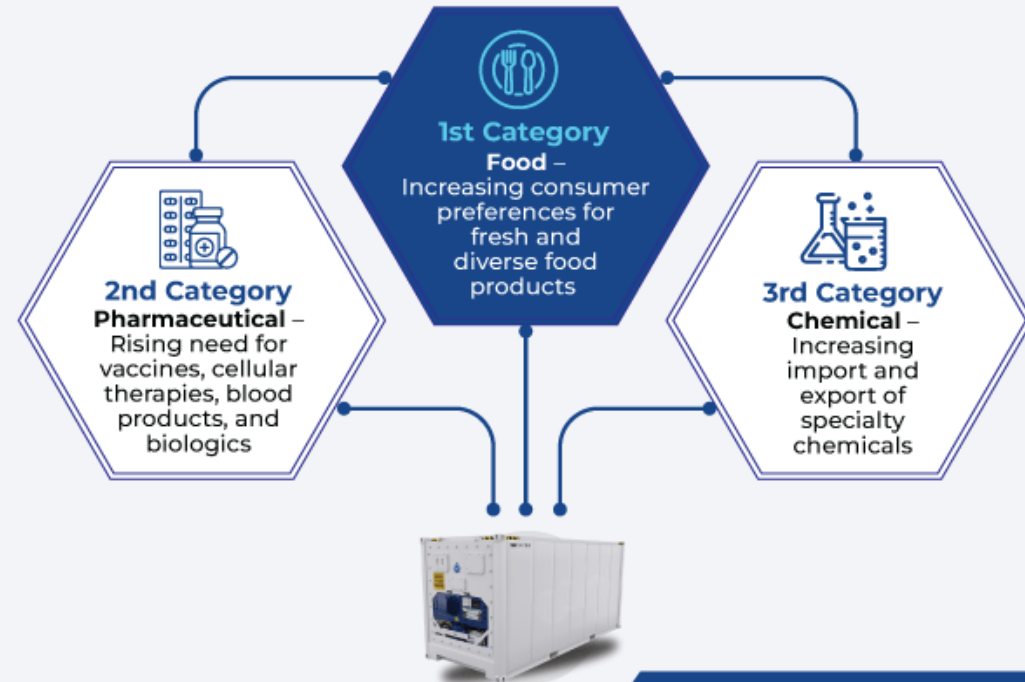 1st Category
Food –
Increasing consumer
preferences for
fresh and
diverse food
products
2nd Category
Pharmaceutical –
Rising need for
vaccines, cellular
therapies, blood
products, and
biologics
3rd Category
Chemical –
Increasing
import and
export of
specialty
chemicals